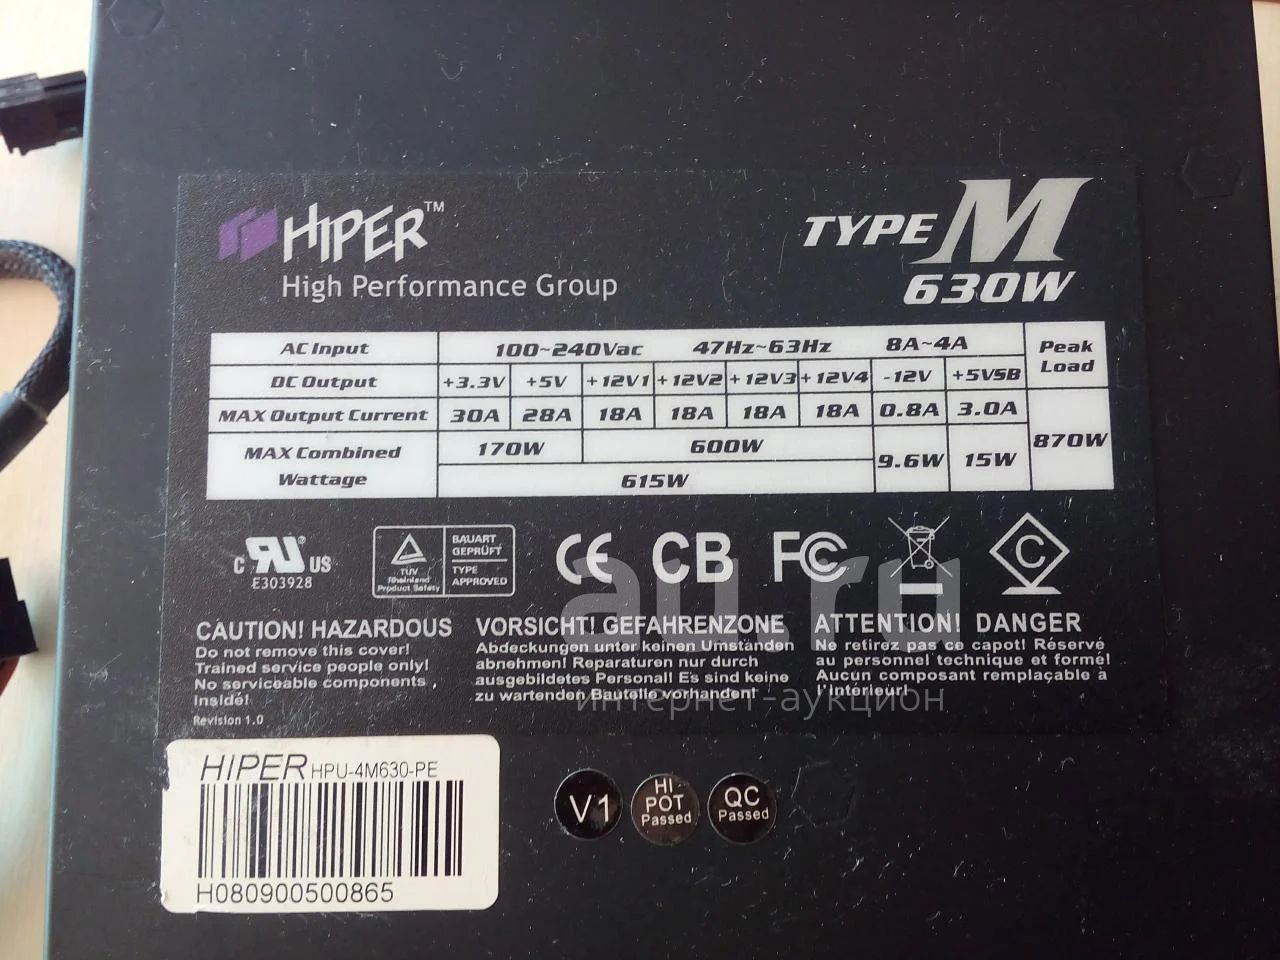 HIPER™
High Performance Group
TYPE M
630W
AC Input 100~240Vac 47Hz~63Hz 8A~4A Peak Load
DC Output +3.3V +5V +12V1 +12V2 +12V3 +12V4 -12V +5VSB
MAX Output Current 30A 28A 18A 18A 18A 18A 0.8A 3.0A 870W
MAX Combined Wattage 170W 600W 9.6W 15W
615W
C RU® US
E303928
TÜV
Rheinland
Product Safety
BAUART
GEPRÜFT
TYPE
APPROVED
CE CB FC C
au.ru
интернет-аукцион
CAUTION! HAZARDOUS
Do not remove this cover!
Trained service people only!
No serviceable components ,
Inside!
Revision 1.0
VORSICHT! GEFAHRENZONE
Abdeckungen unter keinen Umständen
abnehmen! Reparaturen nur durch
ausgebildetes Personal! Es sind keine
zu wartenden Bauteile vorhanden!
ATTENTION! DANGER
Ne retirez pas ce capot! Réservé
au personnel technique et formé!
Aucun composant remplaçable à
l'intérieur!
HIPER HPU-4M630-PE
H080900500865
V1
HI-
POT
Passed
QC
Passed